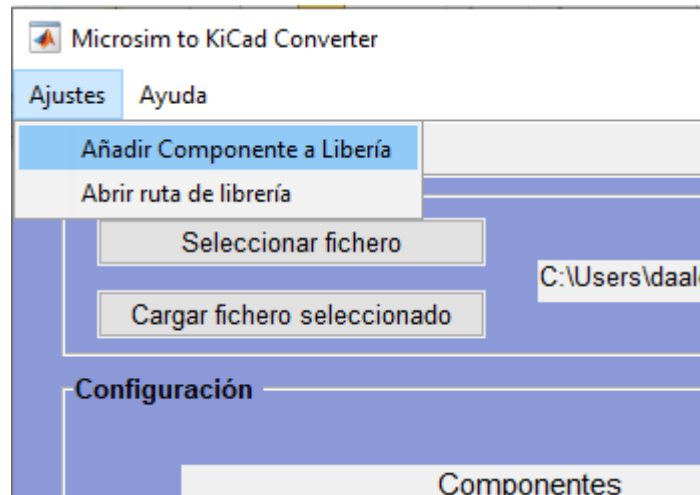 Microsim to KiCad Converter
Ajustes Ayuda
Añadir Componente a Libería
Abrir ruta de librería
Seleccionar fichero
C:\Users\daal
Cargar fichero seleccionado
Configuración
Componentes